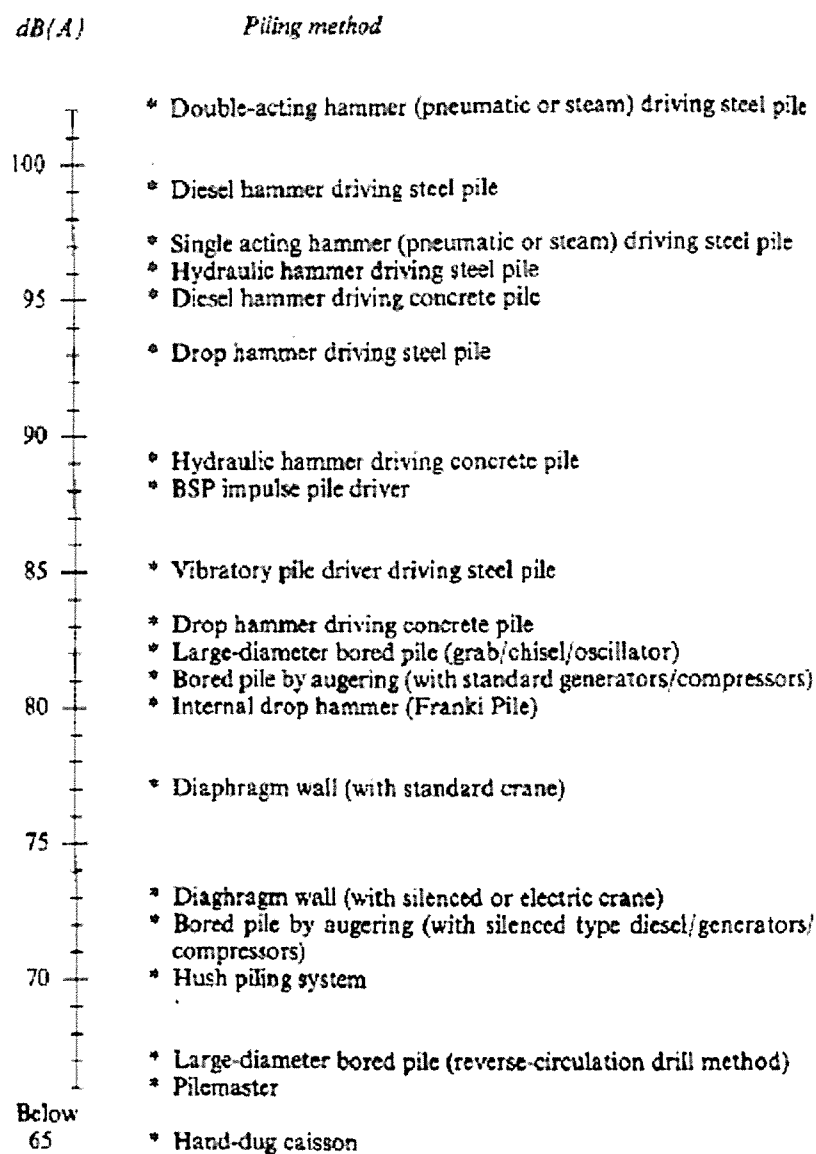 dB(A) Piling method
* Double-acting hammer (pneumatic or steam) driving steel pile
100
* Diesel hammer driving steel pile
* Single acting hammer (pneumatic or steam) driving steel pile
* Hydraulic hammer driving steel pile
95 * Diesel hammer driving concrete pile
* Drop hammer driving steel pile
90
* Hydraulic hammer driving concrete pile
* BSP impulse pile driver
85 * Vibratory pile driver driving steel pile
* Drop hammer driving concrete pile
* Large-diameter bored pile (grab/chisel/oscillator)
* Bored pile by augering (with standard generators/compressors)
80 * Internal drop hammer (Franki Pile)
* Diaphragm wall (with standard crane)
75
* Diaghragm wall (with silenced or electric crane)
* Bored pile by augering (with silenced type diesel/generators/
compressors)
70 * Hush piling system
* Large-diameter bored pile (reverse-circulation drill method)
* Pilemaster
Below
65 * Hand-dug caisson